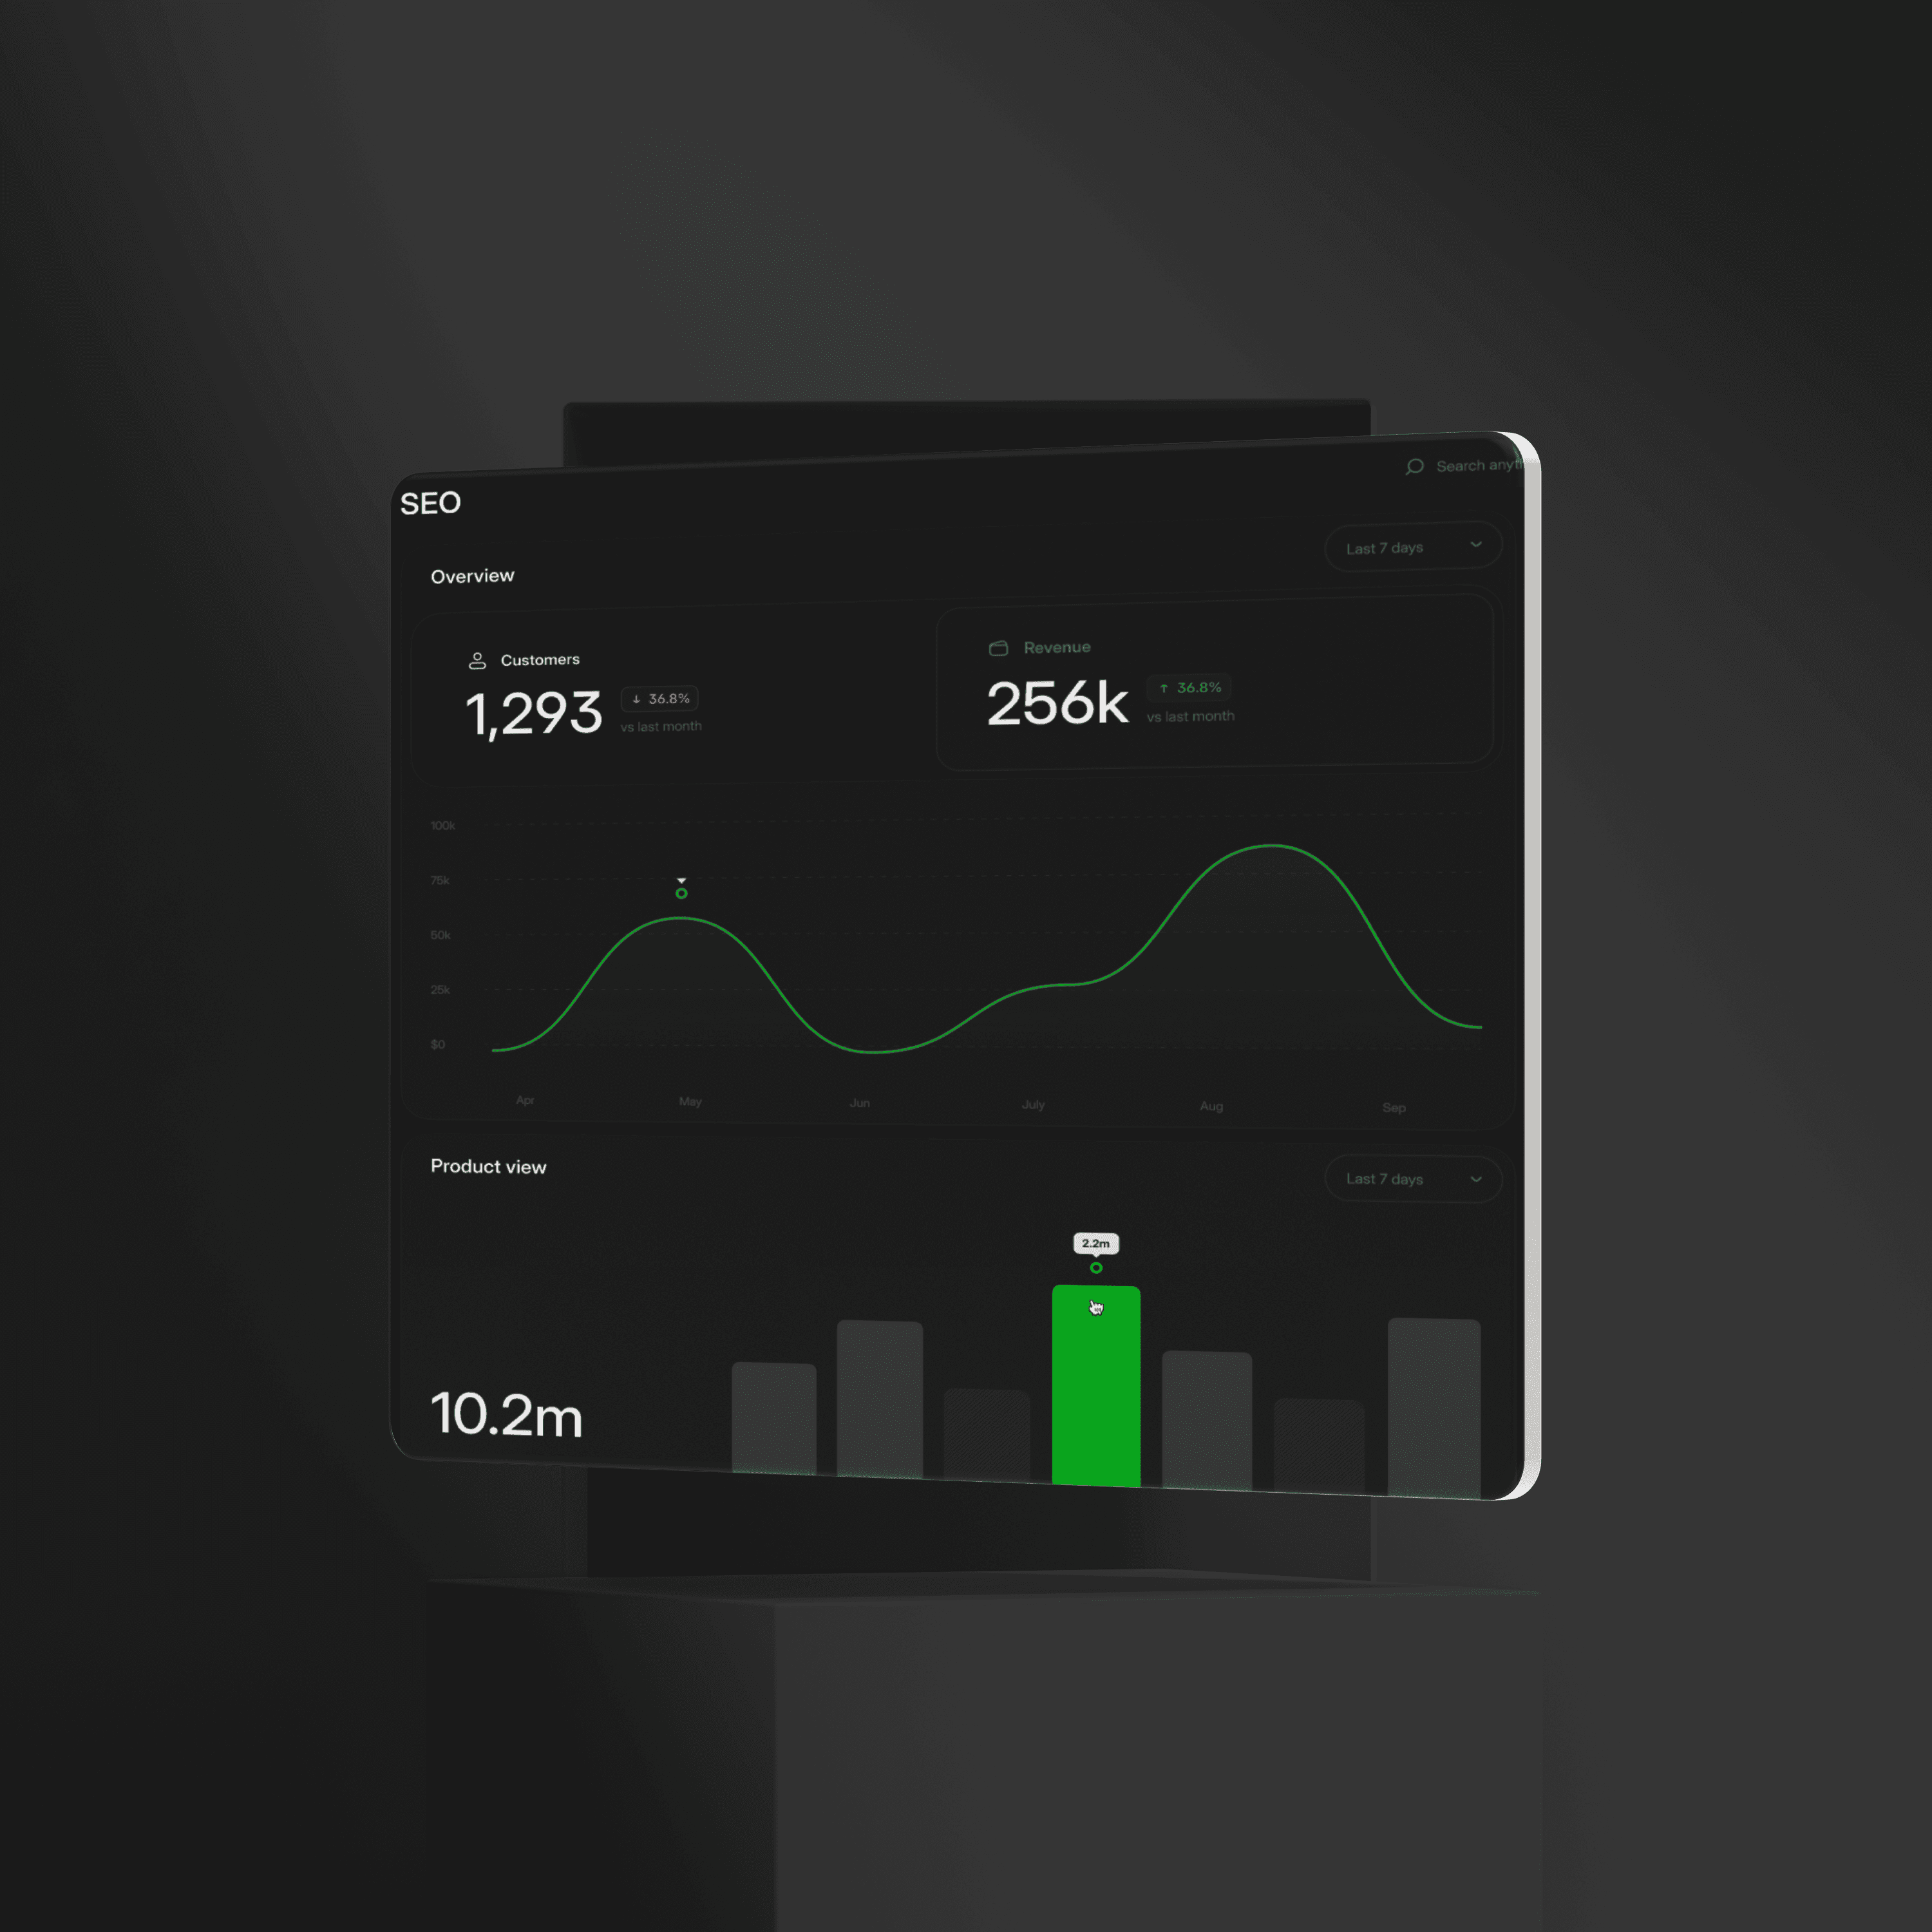 Search anyth
SEO
Last 7 days
Overview
Customers
1,293
↓ 36.8%
vs last month
Revenue
256k
↑ 36.8%
vs last month
100k
75k
50k
25k
$0
Apr May Jun July Aug Sep
Product view
Last 7 days
2.2m
10.2m